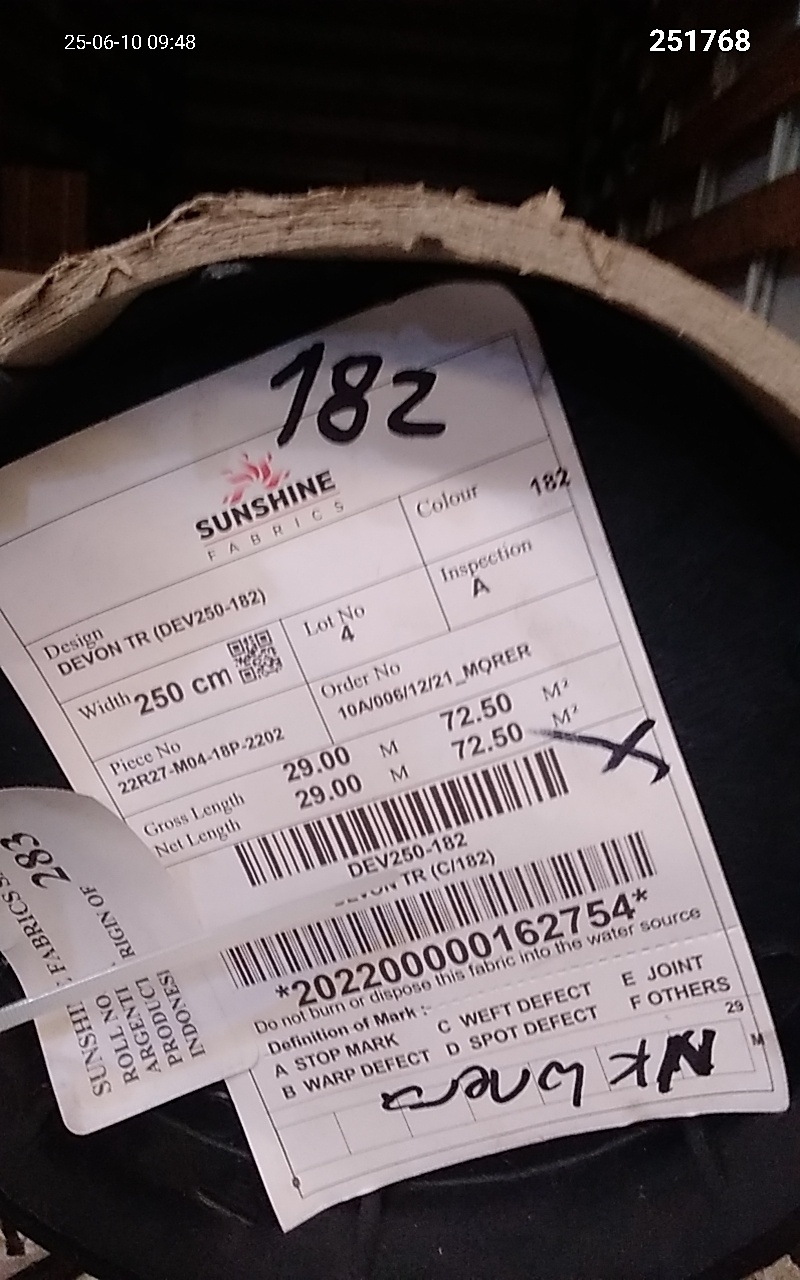 25-06-10 09:48
251768
182
SUNSHINE
FABRICS
Colour 182
Design
DEVON TR (DEV250-182)
Inspection
A
Width 250 cm
Lot No
4
Piece No
22R27-M04-18P-2202
Order No
10A/006/12/21_MORER
Gross Length 29.00 M 72.50 M²
Net Length 29.00 M 72.50 M²
DEV250-182
TR (C/182)
*202200000162754*
Do not burn or dispose this fabric into the water source
Definition of Mark :-
A STOP MARK
B WARP DEFECT
C WEFT DEFECT
D SPOT DEFECT
E JOINT
F OTHERS
29
M
FABRICS
283
SUNSHI
ROLL NO
ARGENTI
PRODUCT
RIGIN OF
INDONESI